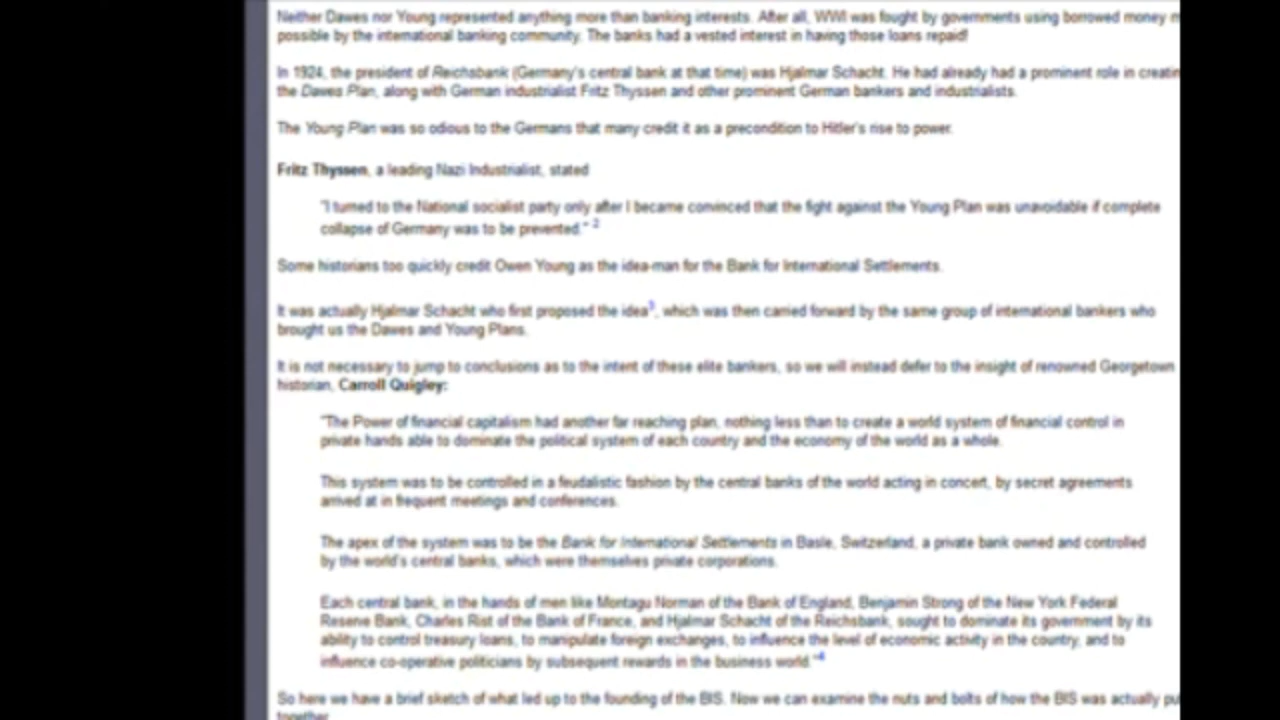 Neither Dawes nor Young represented anything more than banking interests. After all, WWI was fought by governments using borrowed money m
possible by the international banking community. The banks had a vested interest in having those loans repaid!
In 1924, the president of Reichsbank (Germany's central bank at that time) was Hjalmar Schacht. He had already had a prominent role in creatin
the Dawes Plan, along with German industrialist Fritz Thyssen and other prominent German bankers and industrialists.
The Young Plan was so odious to the Germans that many credit it as a precondition to Hitler's rise to power.
Fritz Thyssen, a leading Nazi Industrialist, stated
"I turned to the National socialist party only after I became convinced that the fight against the Young Plan was unavoidable if complete
collapse of Germany was to be prevented." 2
Some historians too quickly credit Owen Young as the idea-man for the Bank for International Settlements.
It was actually Hjalmar Schacht who first proposed the idea3, which was then carried forward by the same group of international bankers who
brought us the Dawes and Young Plans.
It is not necessary to jump to conclusions as to the intent of these elite bankers, so we will instead defer to the insight of renowned Georgetown
historian, Carroll Quigley:
"The Power of financial capitalism had another far reaching plan, nothing less than to create a world system of financial control in
private hands able to dominate the political system of each country and the economy of the world as a whole.
This system was to be controlled in a feudalistic fashion by the central banks of the world acting in concert, by secret agreements
arrived at in frequent meetings and conferences.
The apex of the system was to be the Bank for International Settlements in Basle, Switzerland, a private bank owned and controlled
by the world's central banks, which were themselves private corporations.
Each central bank, in the hands of men like Montagu Norman of the Bank of England, Benjamin Strong of the New York Federal
Reserve Bank, Charles Rist of the Bank of France, and Hjalmar Schacht of the Reichsbank, sought to dominate its government by its
ability to control treasury loans, to manipulate foreign exchanges, to influence the level of economic activity in the country, and to
influence co-operative politicians by subsequent rewards in the business world."4
So here we have a brief sketch of what led up to the founding of the BIS. Now we can examine the nuts and bolts of how the BIS was actually pu
together.